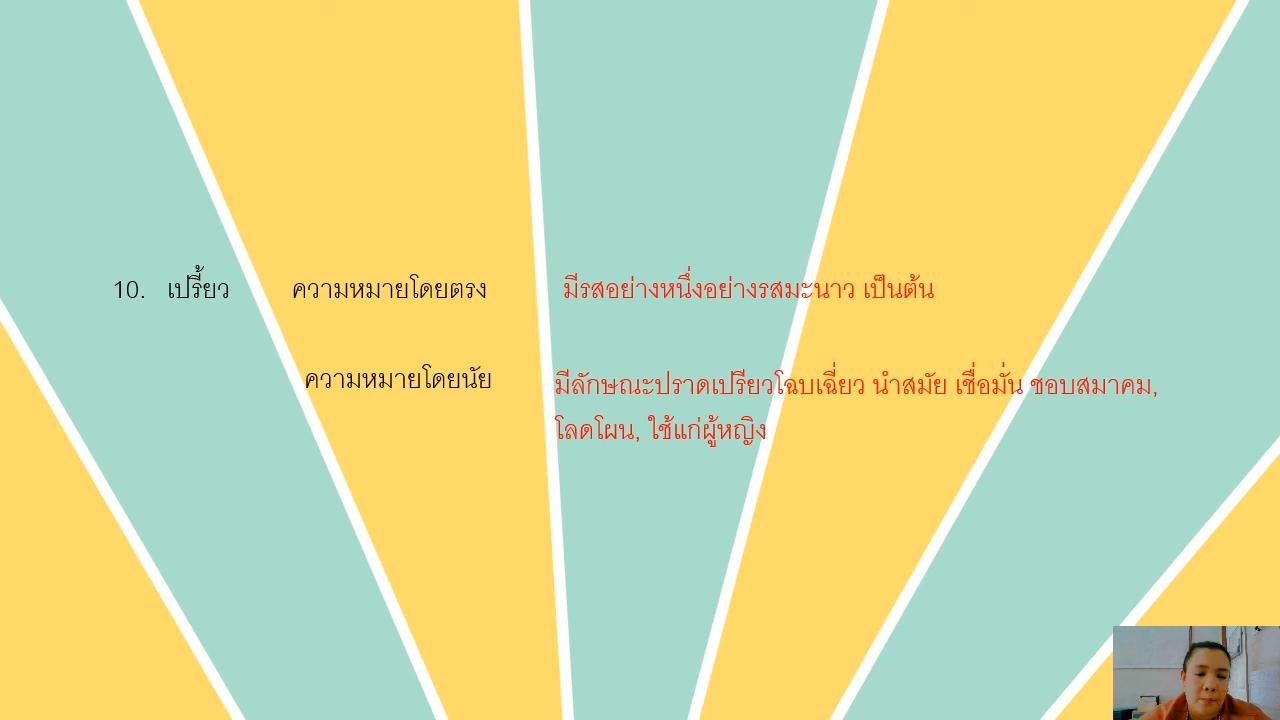 10. เปรี้ยว ความหมายโดยตรง มีรสอย่างหนึ่งอย่างรสมะนาว เป็นต้น
ความหมายโดยนัย มีลักษณะปราดเปรียวโฉบเฉี่ยว นำสมัย เชื่อมั่น ชอบสมาคม,
โลดโผน, ใช้แก่ผู้หญิง